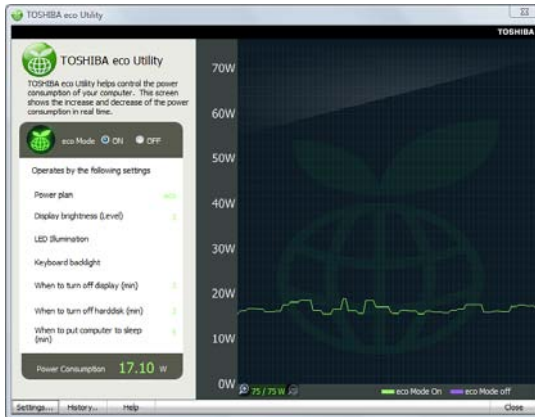 TOSHIBA eco Utility
TOSHIBA
TOSHIBA eco Utility
TOSHIBA eco Utility helps control the power
consumption of your computer. This screen
shows the increase and decrease of the power
consumption in real time.
eco Mode ON OFF
Operates by the following settings
Power plan
Display brightness (Level)
LED Illumination
Keyboard backlight
When to turn off display (min)
When to turn off harddisk (min)
When to put computer to sleep
(min)
Power Consumption 17.10 W
70W
60W
50W
40W
30W
20W
10W
0W
75 / 75 W
eco Mode On eco Mode off
Settings... History... Help Close